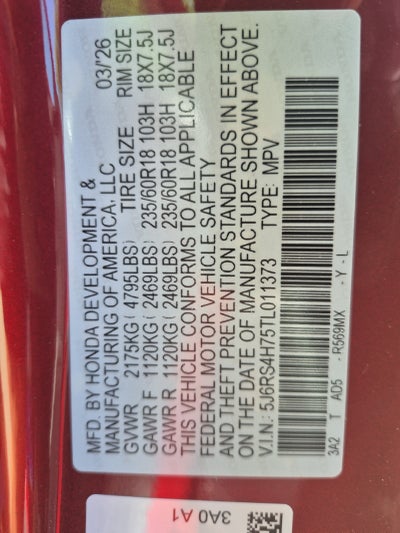 MFD. BY HONDA DEVELOPMENT & 03/'26
MANUFACTURING OF AMERICA, LLC
TIRE SIZE RIM SIZE
GVWR 2175KG ( 4795LBS)
GAWR F 1120KG ( 2469LBS) 235/60R18 103H 18X7.5J
GAWR R 1120KG ( 2469LBS) 235/60R18 103H 18X7.5J
THIS VEHICLE CONFORMS TO ALL APPLICABLE
FEDERAL MOTOR VEHICLE SAFETY
AND THEFT PREVENTION STANDARDS IN EFFECT
ON THE DATE OF MANUFACTURE SHOWN ABOVE.
V.I.N.: 5J6RS4H75TL011373 TYPE: MPV
3A2 T AD5 - R569MX - Y - L
3A0 A1